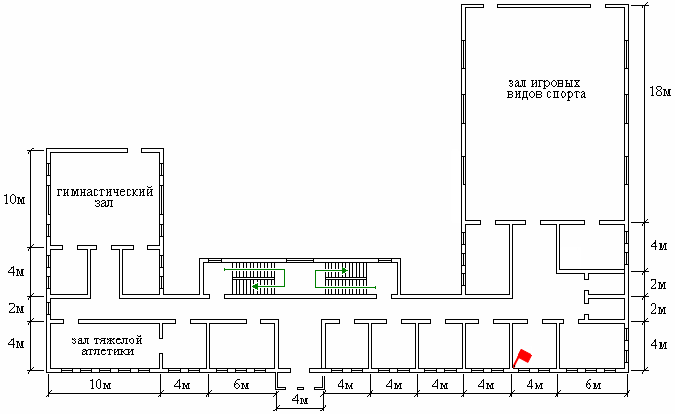 зал игровых
видов спорта
18м
гимнастический
зал
10м
4м
4м
2м
2м
2м
4м
зал тяжелой
атлетики
4м
10м
4м
6м
4м
4м
4м
4м
4м
4м
6м